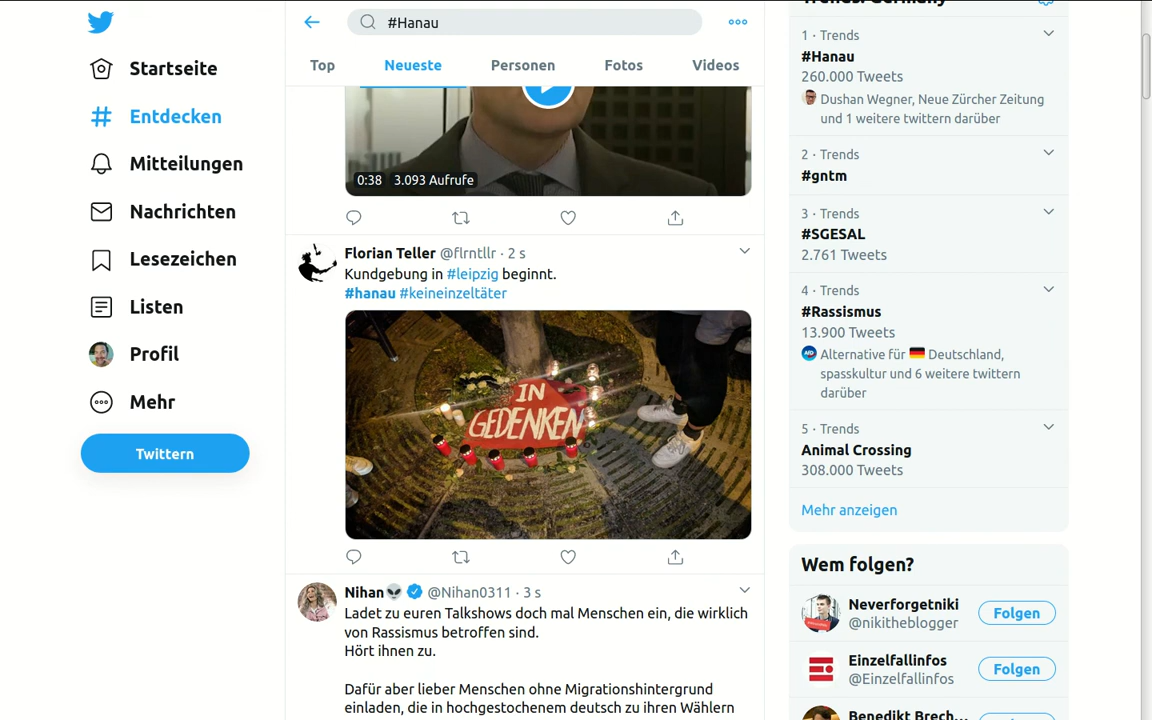 Startseite
Entdecken
Mitteilungen
Nachrichten
Lesezeichen
Listen
Profil
Mehr
Twittern
#Hanau
Top
Neueste
Personen
Fotos
Videos
0:38 3.093 Aufrufe
Florian Teller @flrntllr · 2 s
Kundgebung in #leipzig beginnt.
#hanau #keineinzeltäter
IN
GEDENKEN
Nihan @Nihan0311 · 3 s
Ladet zu euren Talkshows doch mal Menschen ein, die wirklich
von Rassismus betroffen sind.
Hört ihnen zu.
Dafür aber lieber Menschen ohne Migrationshintergrund
einladen, die in hochgestochenem deutsch zu ihren Wählern
Trends: Germany
1 · Trends
#Hanau
260.000 Tweets
Dushan Wegner, Neue Zürcher Zeitung
und 1 weitere twittern darüber
2 · Trends
#gntm
3 · Trends
#SGESAL
2.761 Tweets
4 · Trends
#Rassismus
13.900 Tweets
AfD
Alternative für Deutschland,
spasskultur und 6 weitere twittern
darüber
5 · Trends
Animal Crossing
308.000 Tweets
Mehr anzeigen
Wem folgen?
Neverforgetniki
@nikitheblogger
Folgen
Einzelfallinfos
@Einzelfallinfos
Folgen
Benedikt Brech...